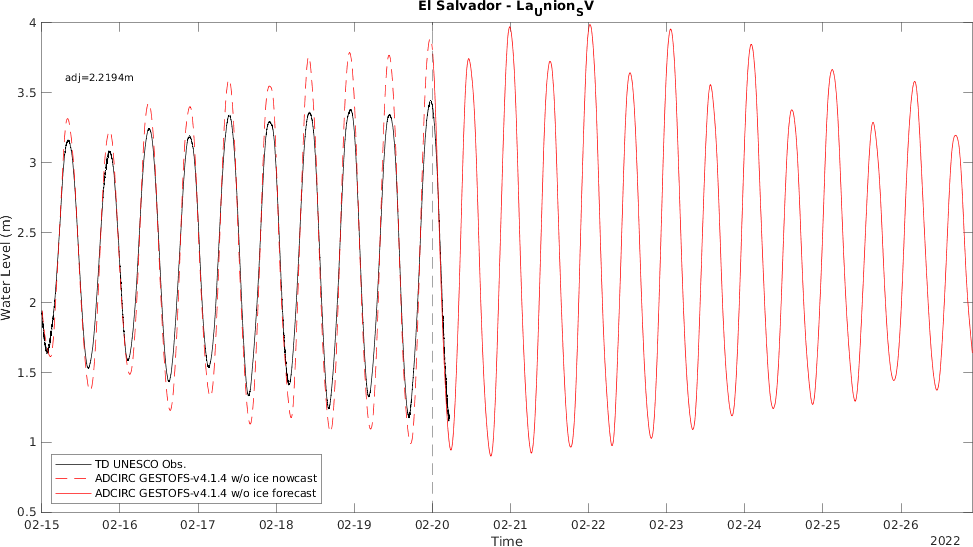 El Salvador - LaUnionSV
adj=2.2194m
4
3.5
3
2.5
2
1.5
1
0.5
Water Level (m)
TD UNESCO Obs.
ADCIRC GESTOFS-v4.1.4 w/o ice nowcast
ADCIRC GESTOFS-v4.1.4 w/o ice forecast
02-15 02-16 02-17 02-18 02-19 02-20 02-21 02-22 02-23 02-24 02-25 02-26
Time
2022